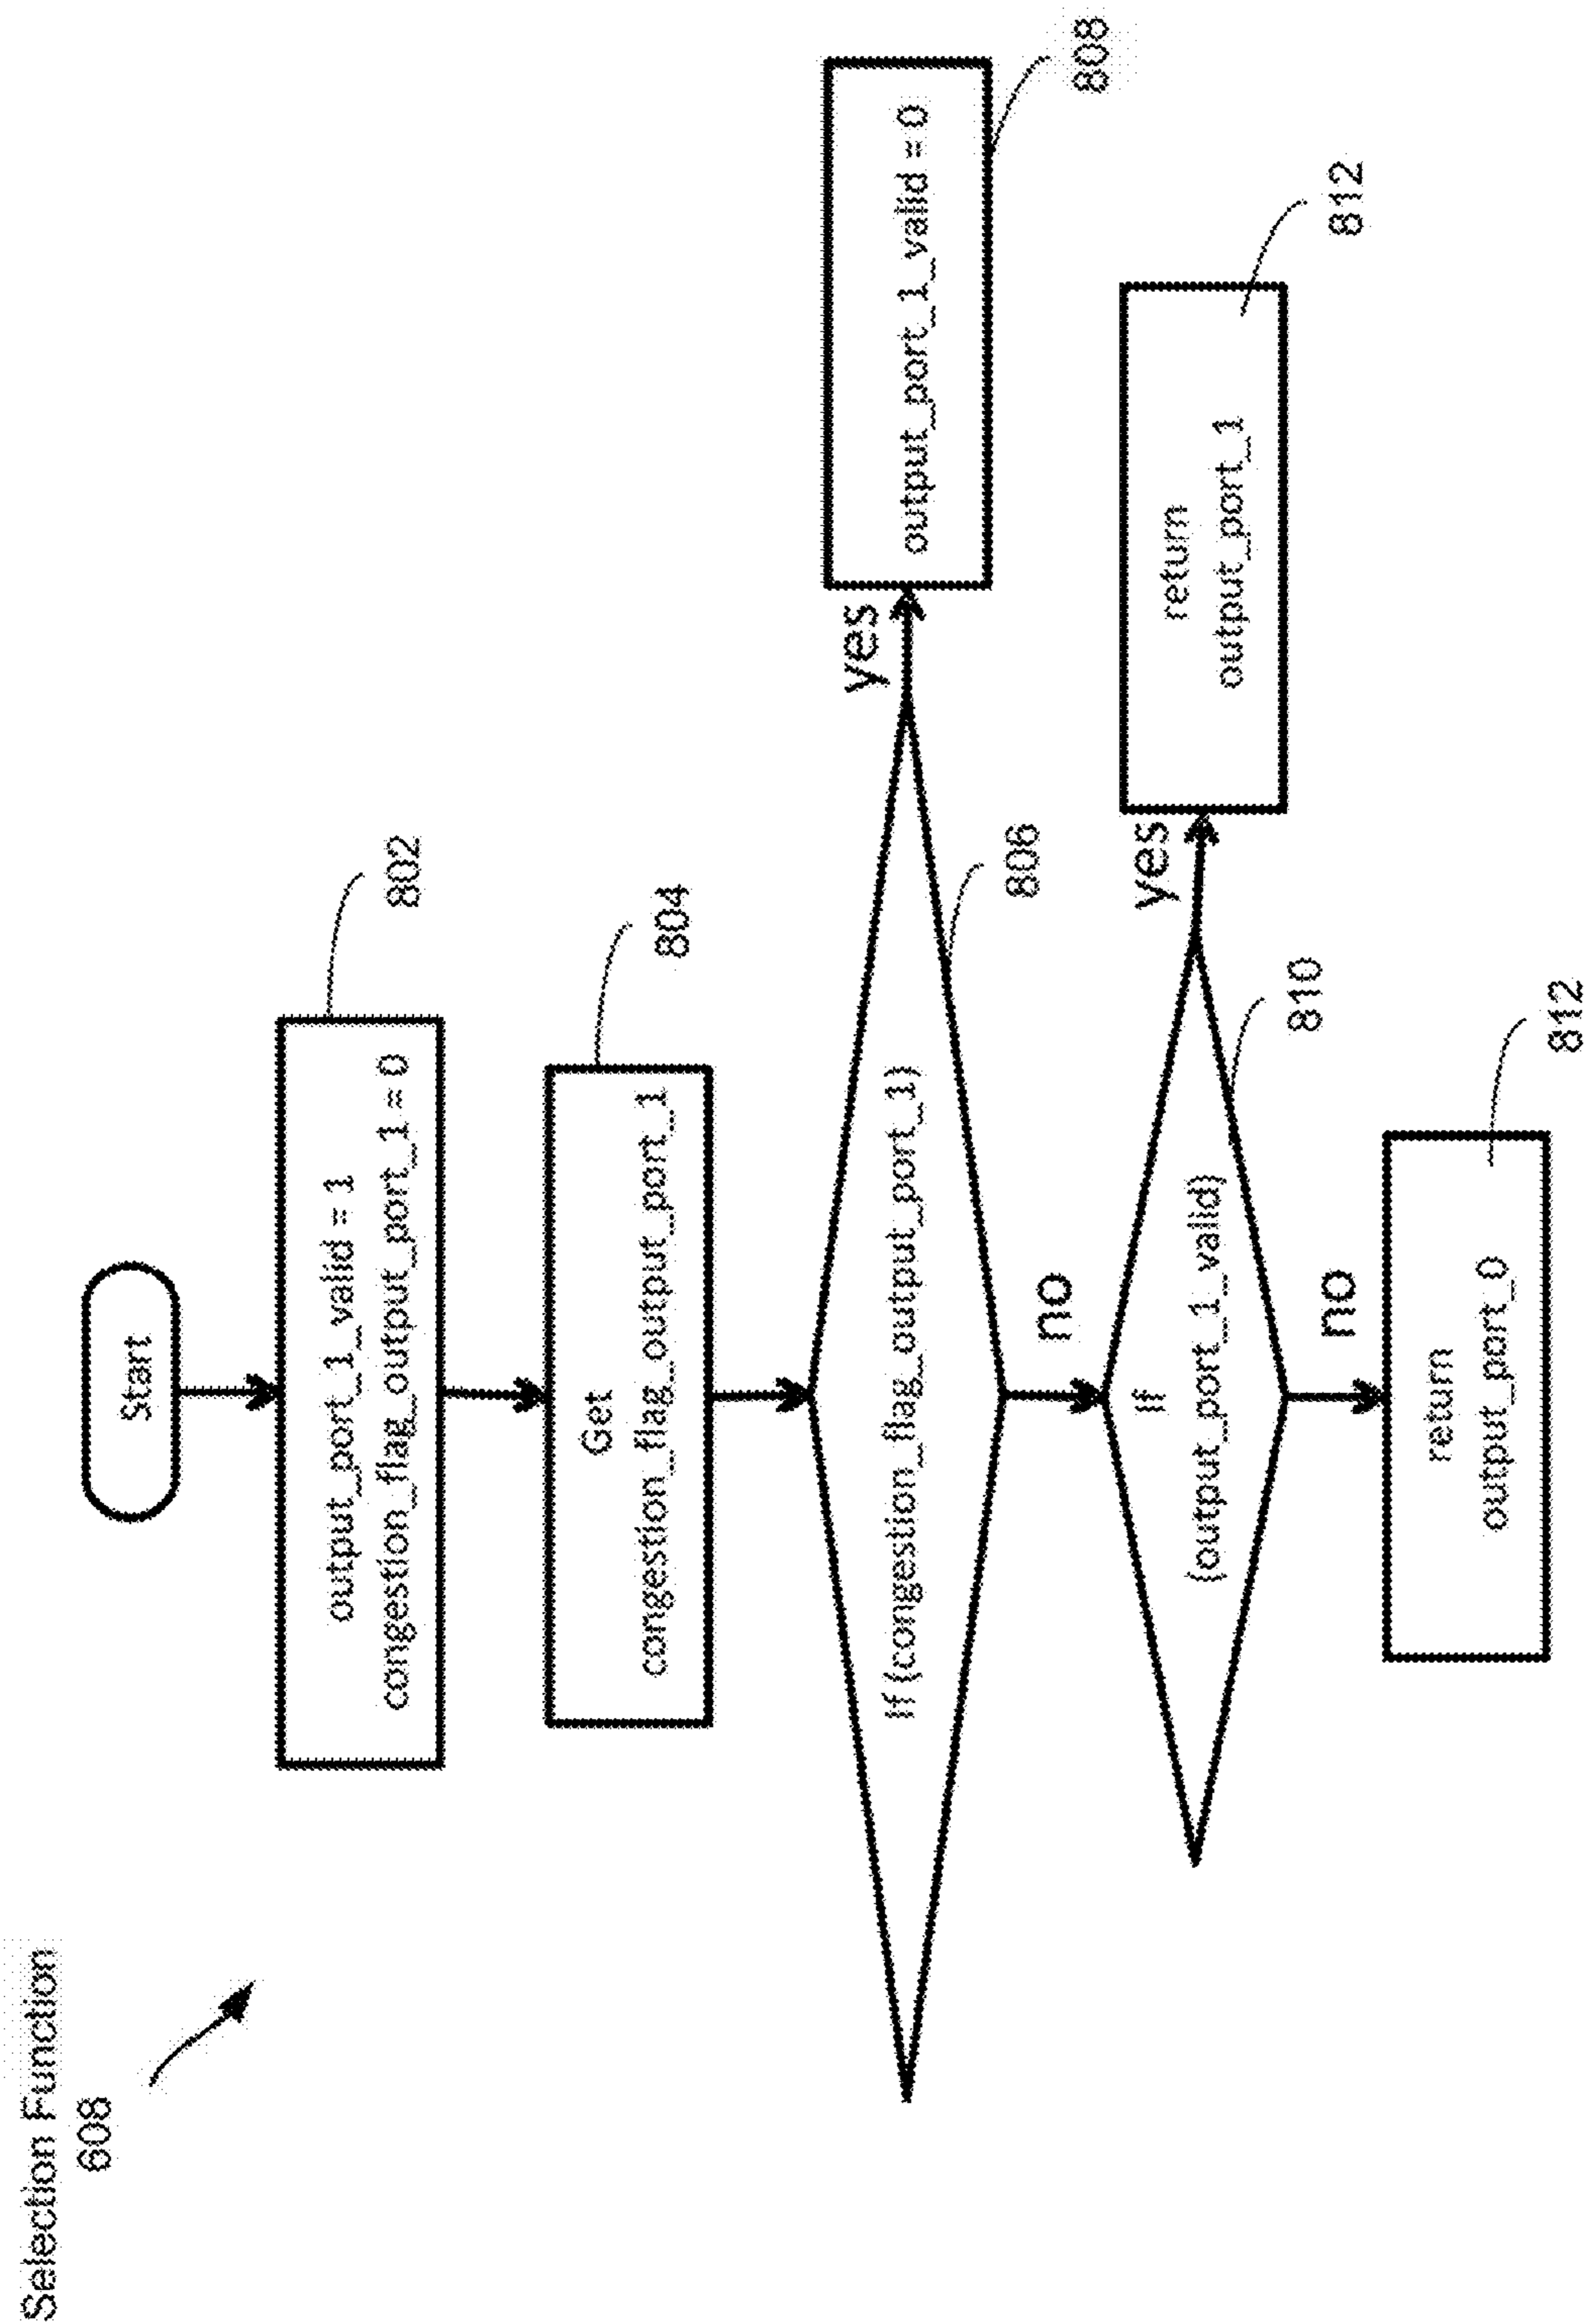 Selection Function
608
Start
output_port_1_valid = 1
congestion_flag_output_port_1 = 0
802
Get
congestion_flag_output_port_1
804
If (congestion_flag_output_port_1)
806
yes
output_port_1_valid = 0
808
no
If
(output_port_1_valid)
810
yes
return
output_port_1
812
no
return
output_port_0
812